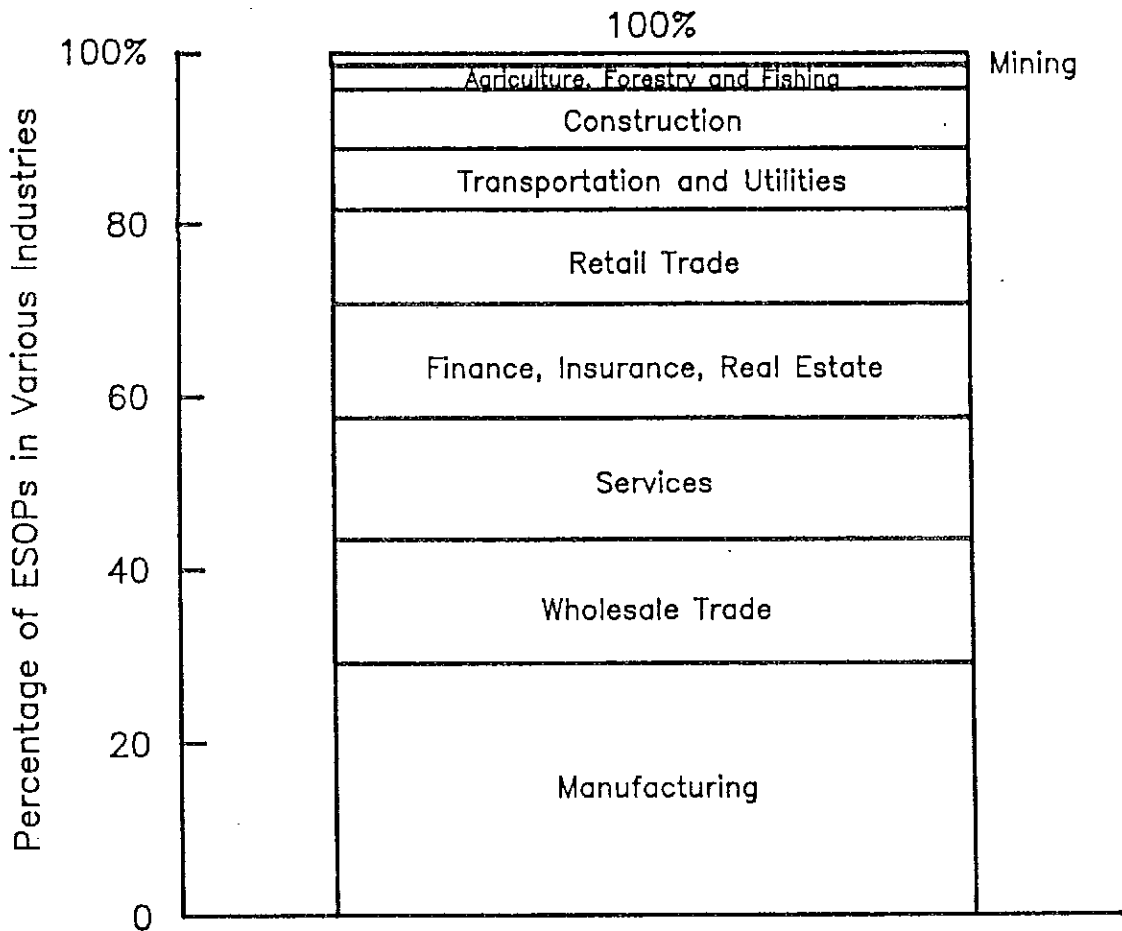 100%
100%
Mining
Agriculture, Forestry and Fishing
Construction
Transportation and Utilities
80
Retail Trade
Finance, Insurance, Real Estate
60
Services
40
Wholesale Trade
20
Manufacturing
0
Percentage of ESOPs in Various Industries